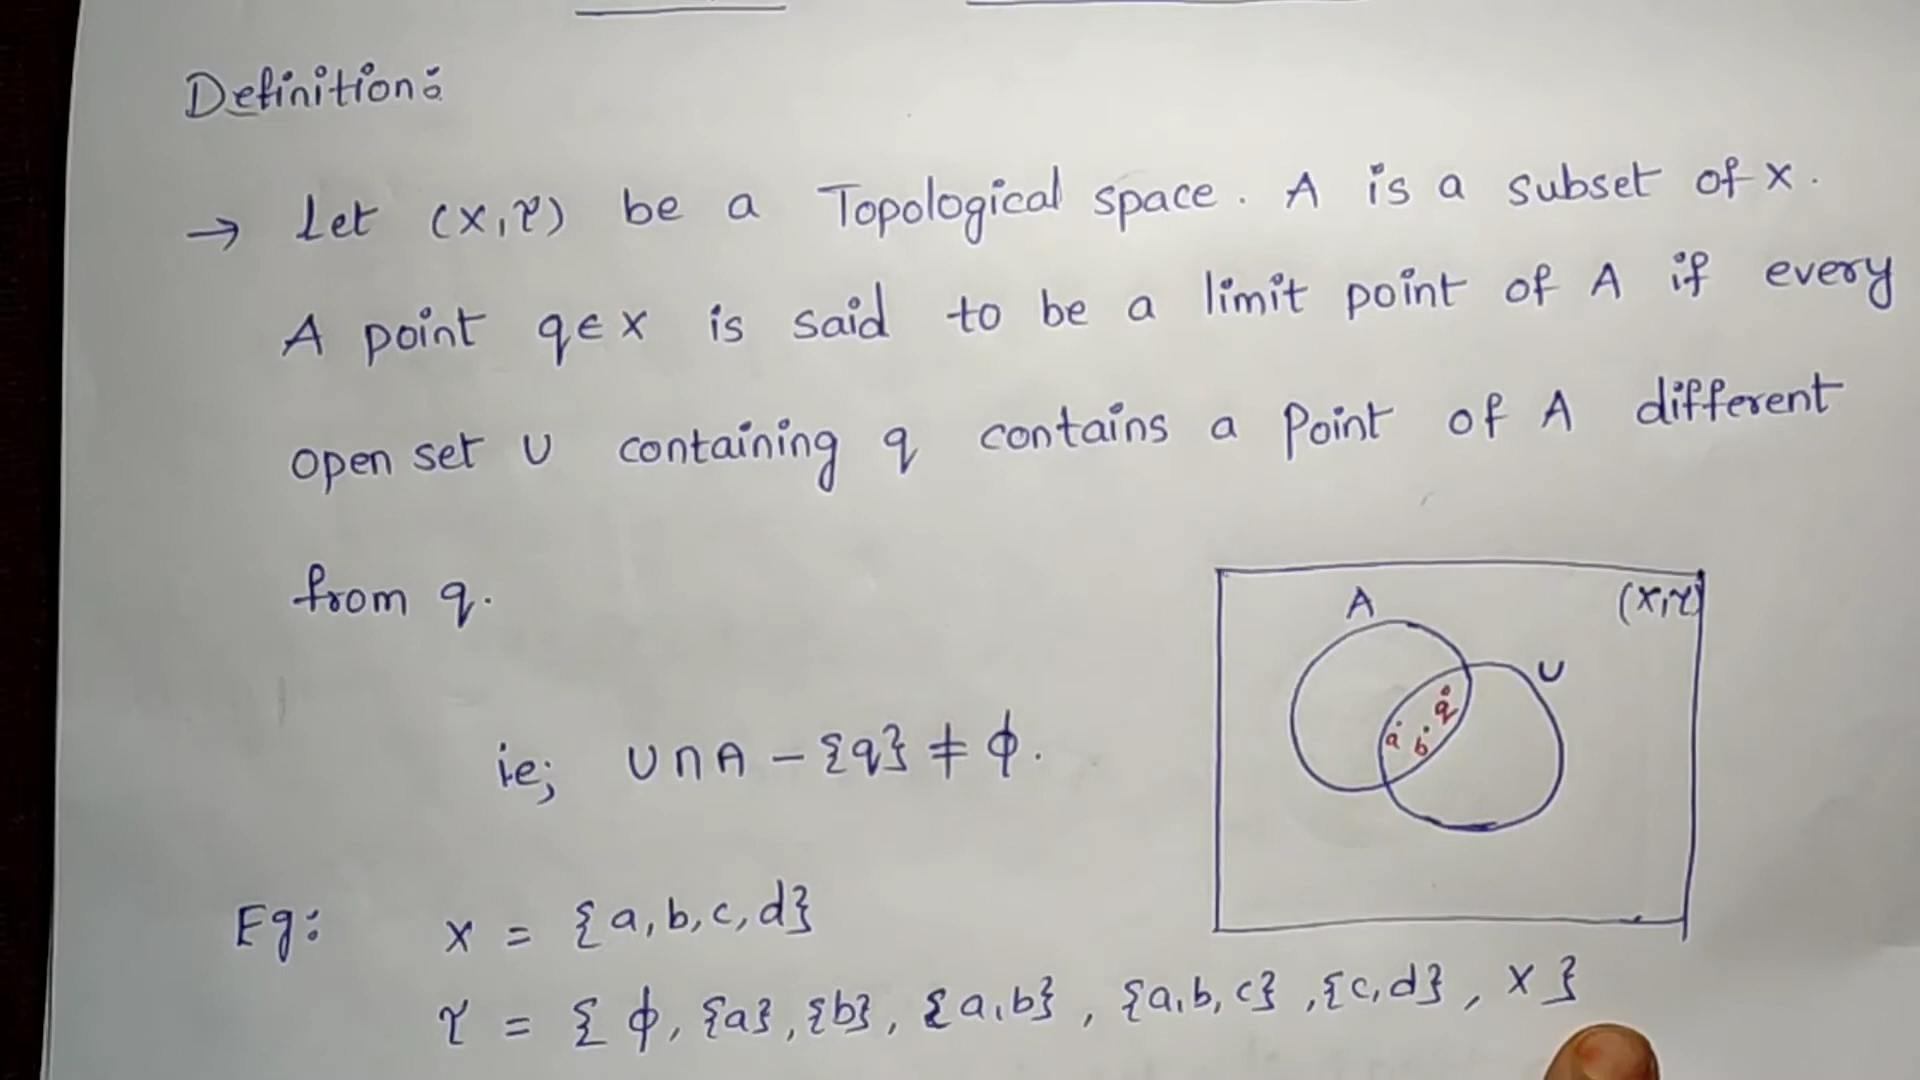 Definition:
→ Let (X,τ) be a Topological space. A is a subset of X.
A point q∈X is said to be a limit point of A if every
open set U containing q contains a point of A different
from q.
A
(X,τ)
U
q
a b
ie; U∩A – {q} ≠ ϕ.
Eg: X = {a,b,c,d}
τ = { ϕ, {a}, {b}, {a,b}, {a,b,c}, {c,d}, X }